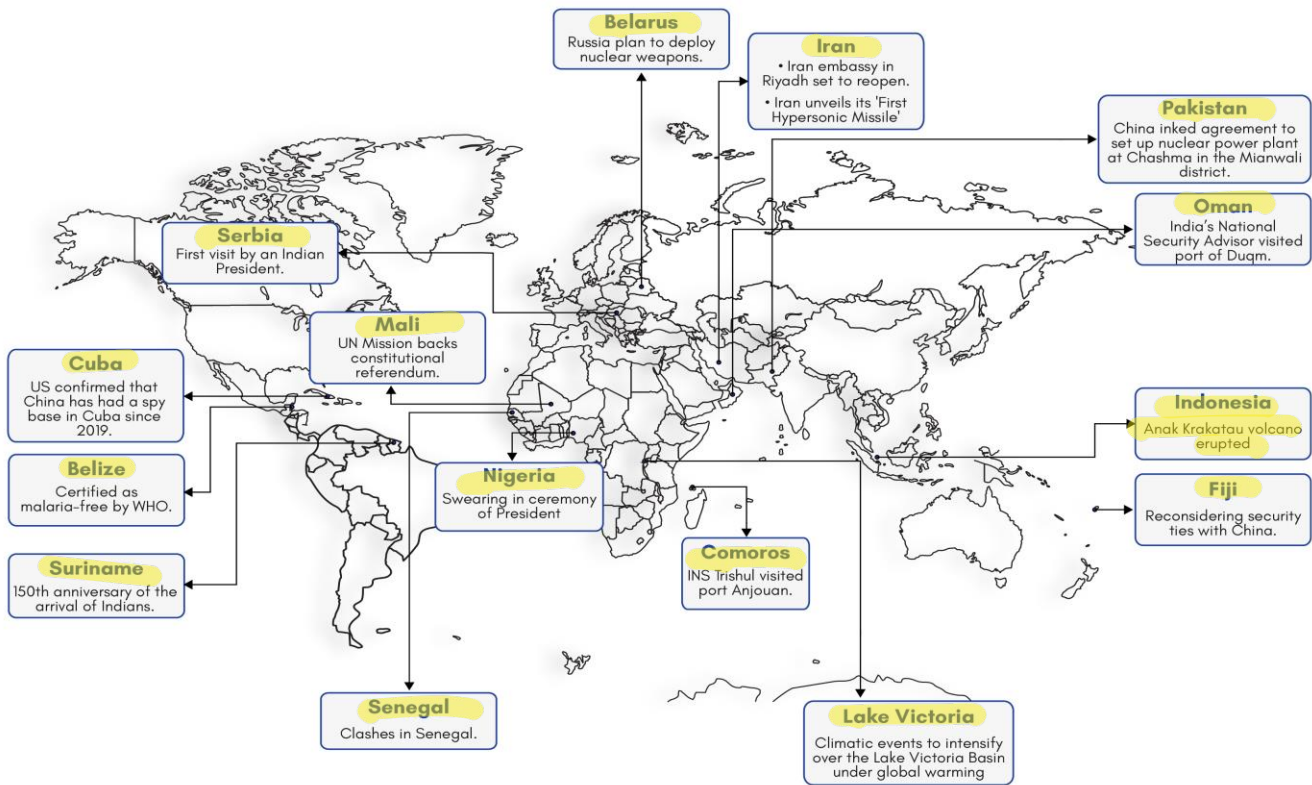 Belarus
Russia plan to deploy
nuclear weapons.
Iran
• Iran embassy in
Riyadh set to reopen.
• Iran unveils its 'First
Hypersonic Missile'
Pakistan
China inked agreement to
set up nuclear power plant
at Chashma in the Mianwali
district.
Oman
India's National
Security Advisor visited
port of Duqm.
Serbia
First visit by an Indian
President.
Mali
UN Mission backs
constitutional
referendum.
Cuba
US confirmed that
China has had a spy
base in Cuba since
2019.
Indonesia
Anak Krakatau volcano
erupted
Belize
Certified as
malaria-free by WHO.
Nigeria
Swearing in ceremony
of President
Fiji
Reconsidering security
ties with China.
Suriname
150th anniversary of the
arrival of Indians.
Comoros
INS Trishul visited
port Anjouan.
Senegal
Clashes in Senegal.
Lake Victoria
Climatic events to intensify
over the Lake Victoria Basin
under global warming